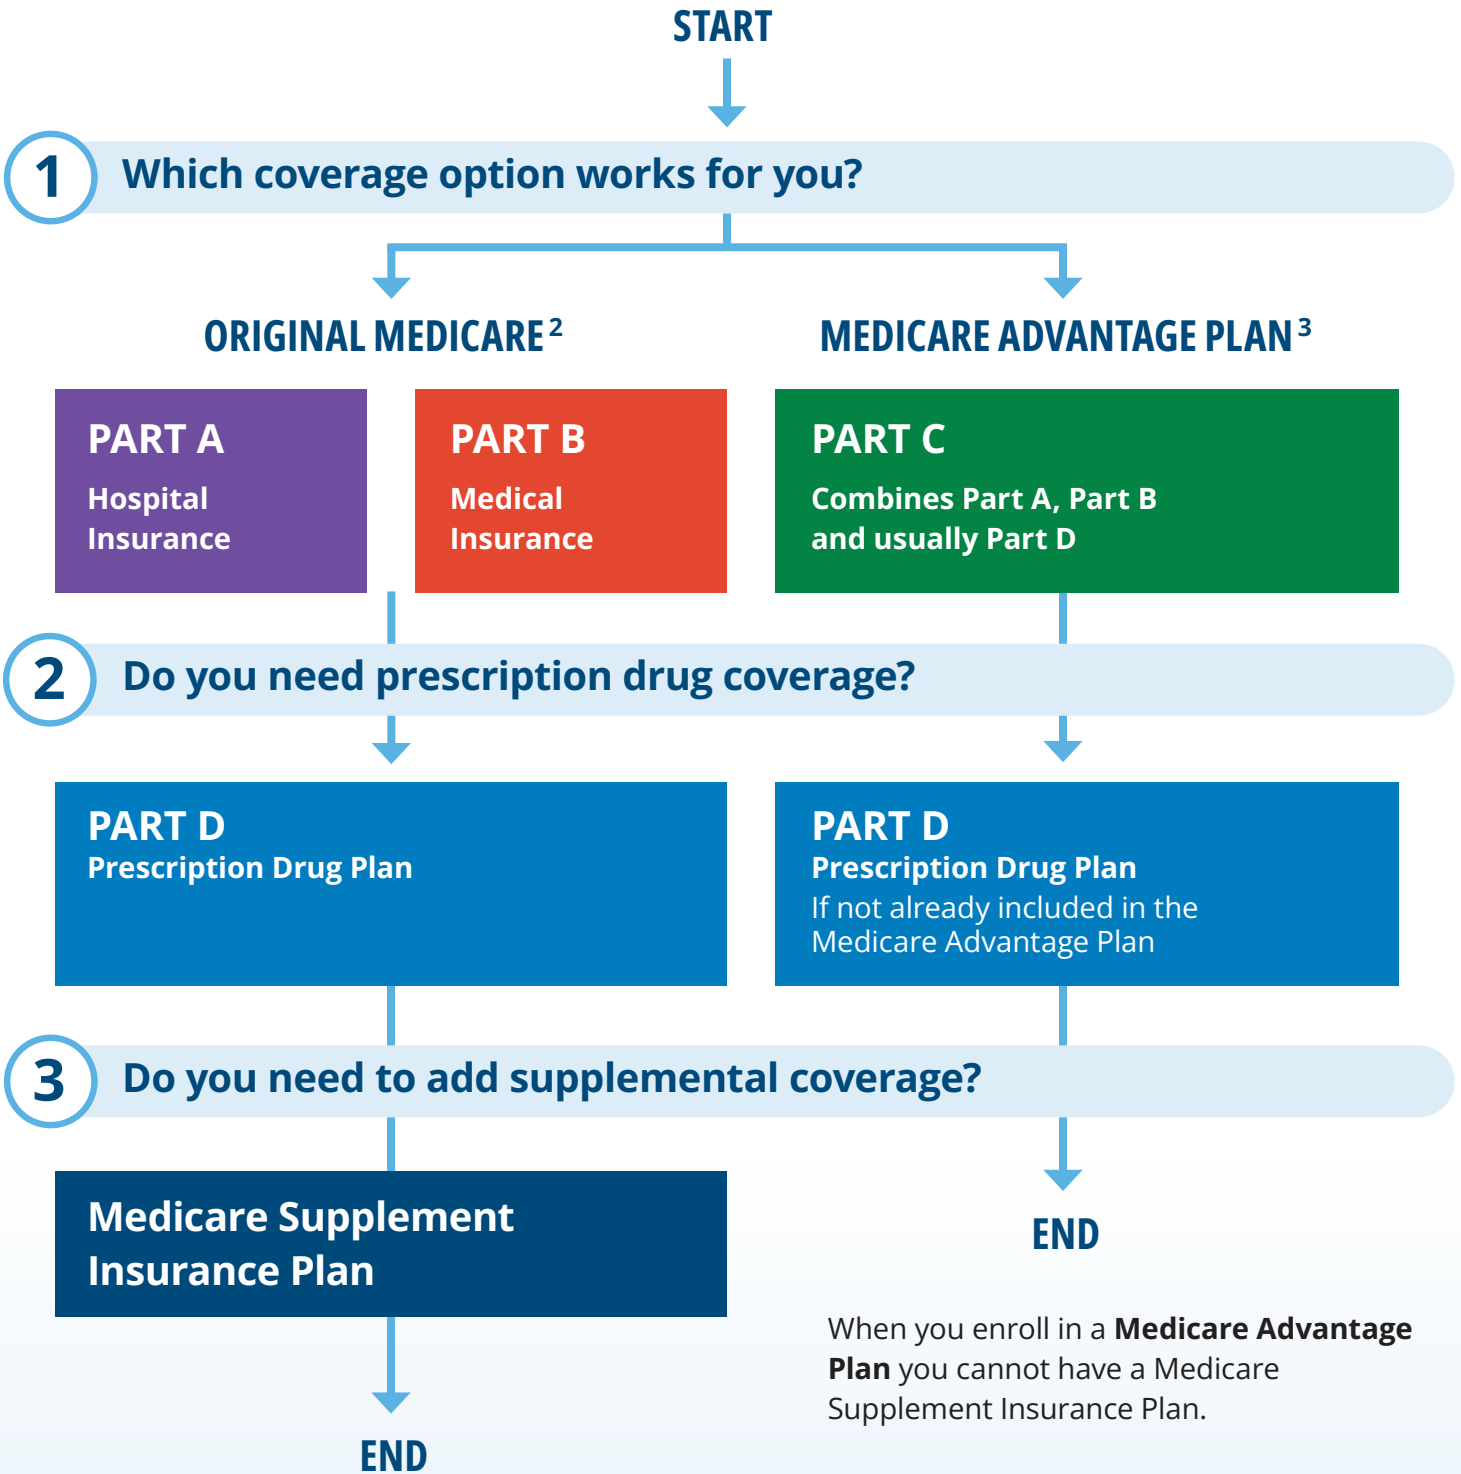 START
1
Which coverage option works for you?
ORIGINAL MEDICARE 2
MEDICARE ADVANTAGE PLAN 3
PART A
Hospital
Insurance
PART B
Medical
Insurance
PART C
Combines Part A, Part B
and usually Part D
2
Do you need prescription drug coverage?
PART D
Prescription Drug Plan
PART D
Prescription Drug Plan
If not already included in the
Medicare Advantage Plan
3
Do you need to add supplemental coverage?
Medicare Supplement
Insurance Plan
END
END
When you enroll in a Medicare Advantage
Plan you cannot have a Medicare
Supplement Insurance Plan.